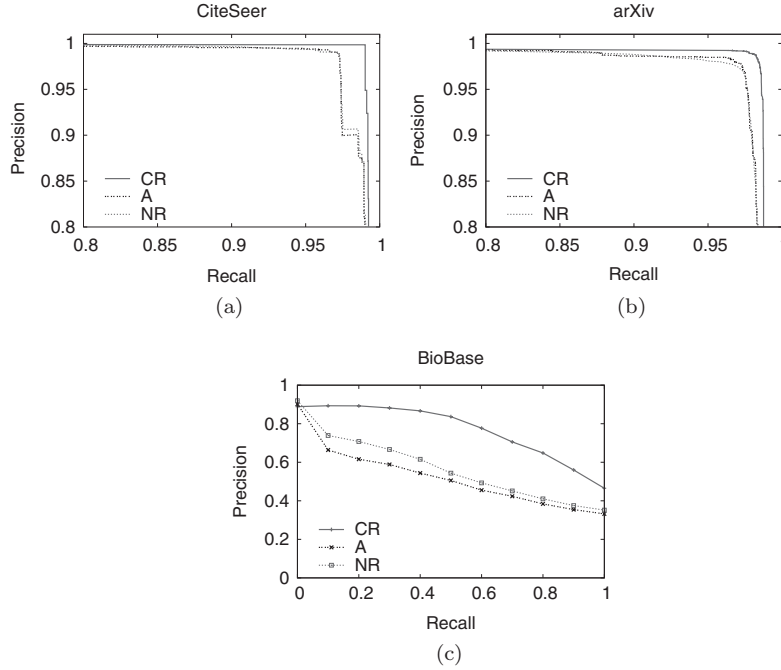 CiteSeer
1
0.95
0.9
0.85
0.8
Precision
CR
A
NR
0.8 0.85 0.9 0.95 1
Recall
(a)
arXiv
1
0.95
0.9
0.85
0.8
Precision
CR
A
NR
0.8 0.85 0.9 0.95 1
Recall
(b)
BioBase
1
0.8
0.6
0.4
0.2
0
Precision
CR
A
NR
0 0.2 0.4 0.6 0.8 1
Recall
(c)